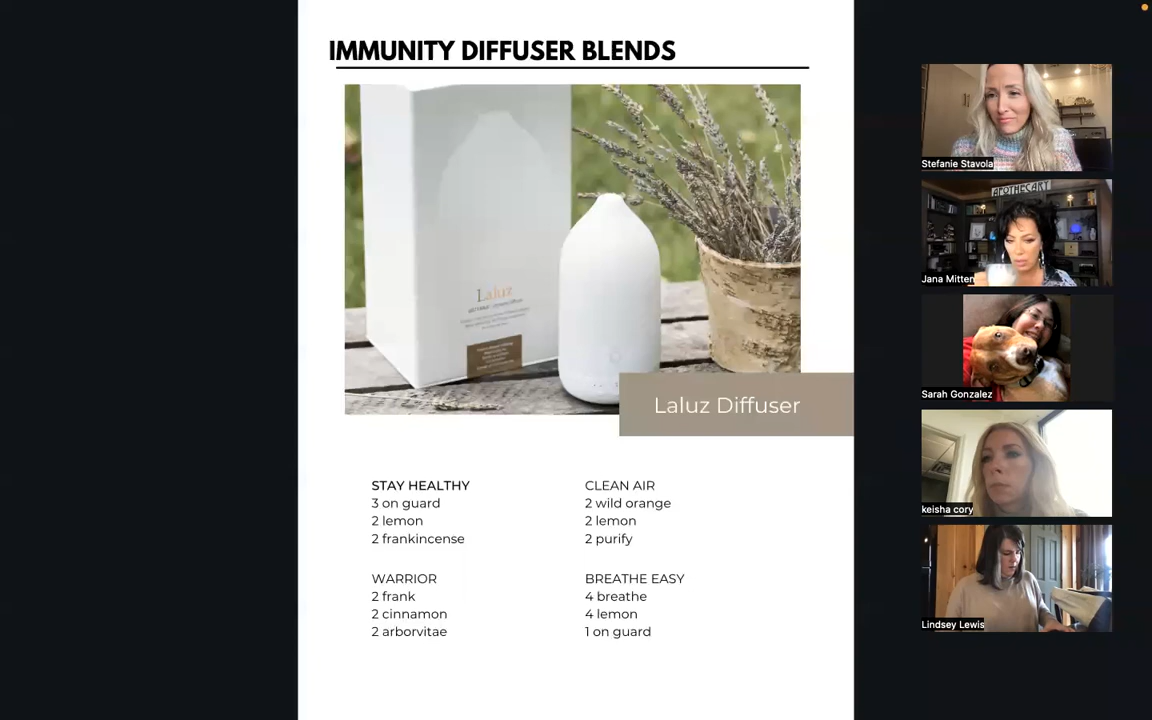 IMMUNITY DIFFUSER BLENDS
Laluz
Laluz Diffuser
STAY HEALTHY
3 on guard
2 lemon
2 frankincense
CLEAN AIR
2 wild orange
2 lemon
2 purify
WARRIOR
2 frank
2 cinnamon
2 arborvitae
BREATHE EASY
4 breathe
4 lemon
1 on guard
Stefanie Stavola
APOTHECARY
Jana Mitten
Sarah Gonzalez
keisha cory
Lindsey Lewis